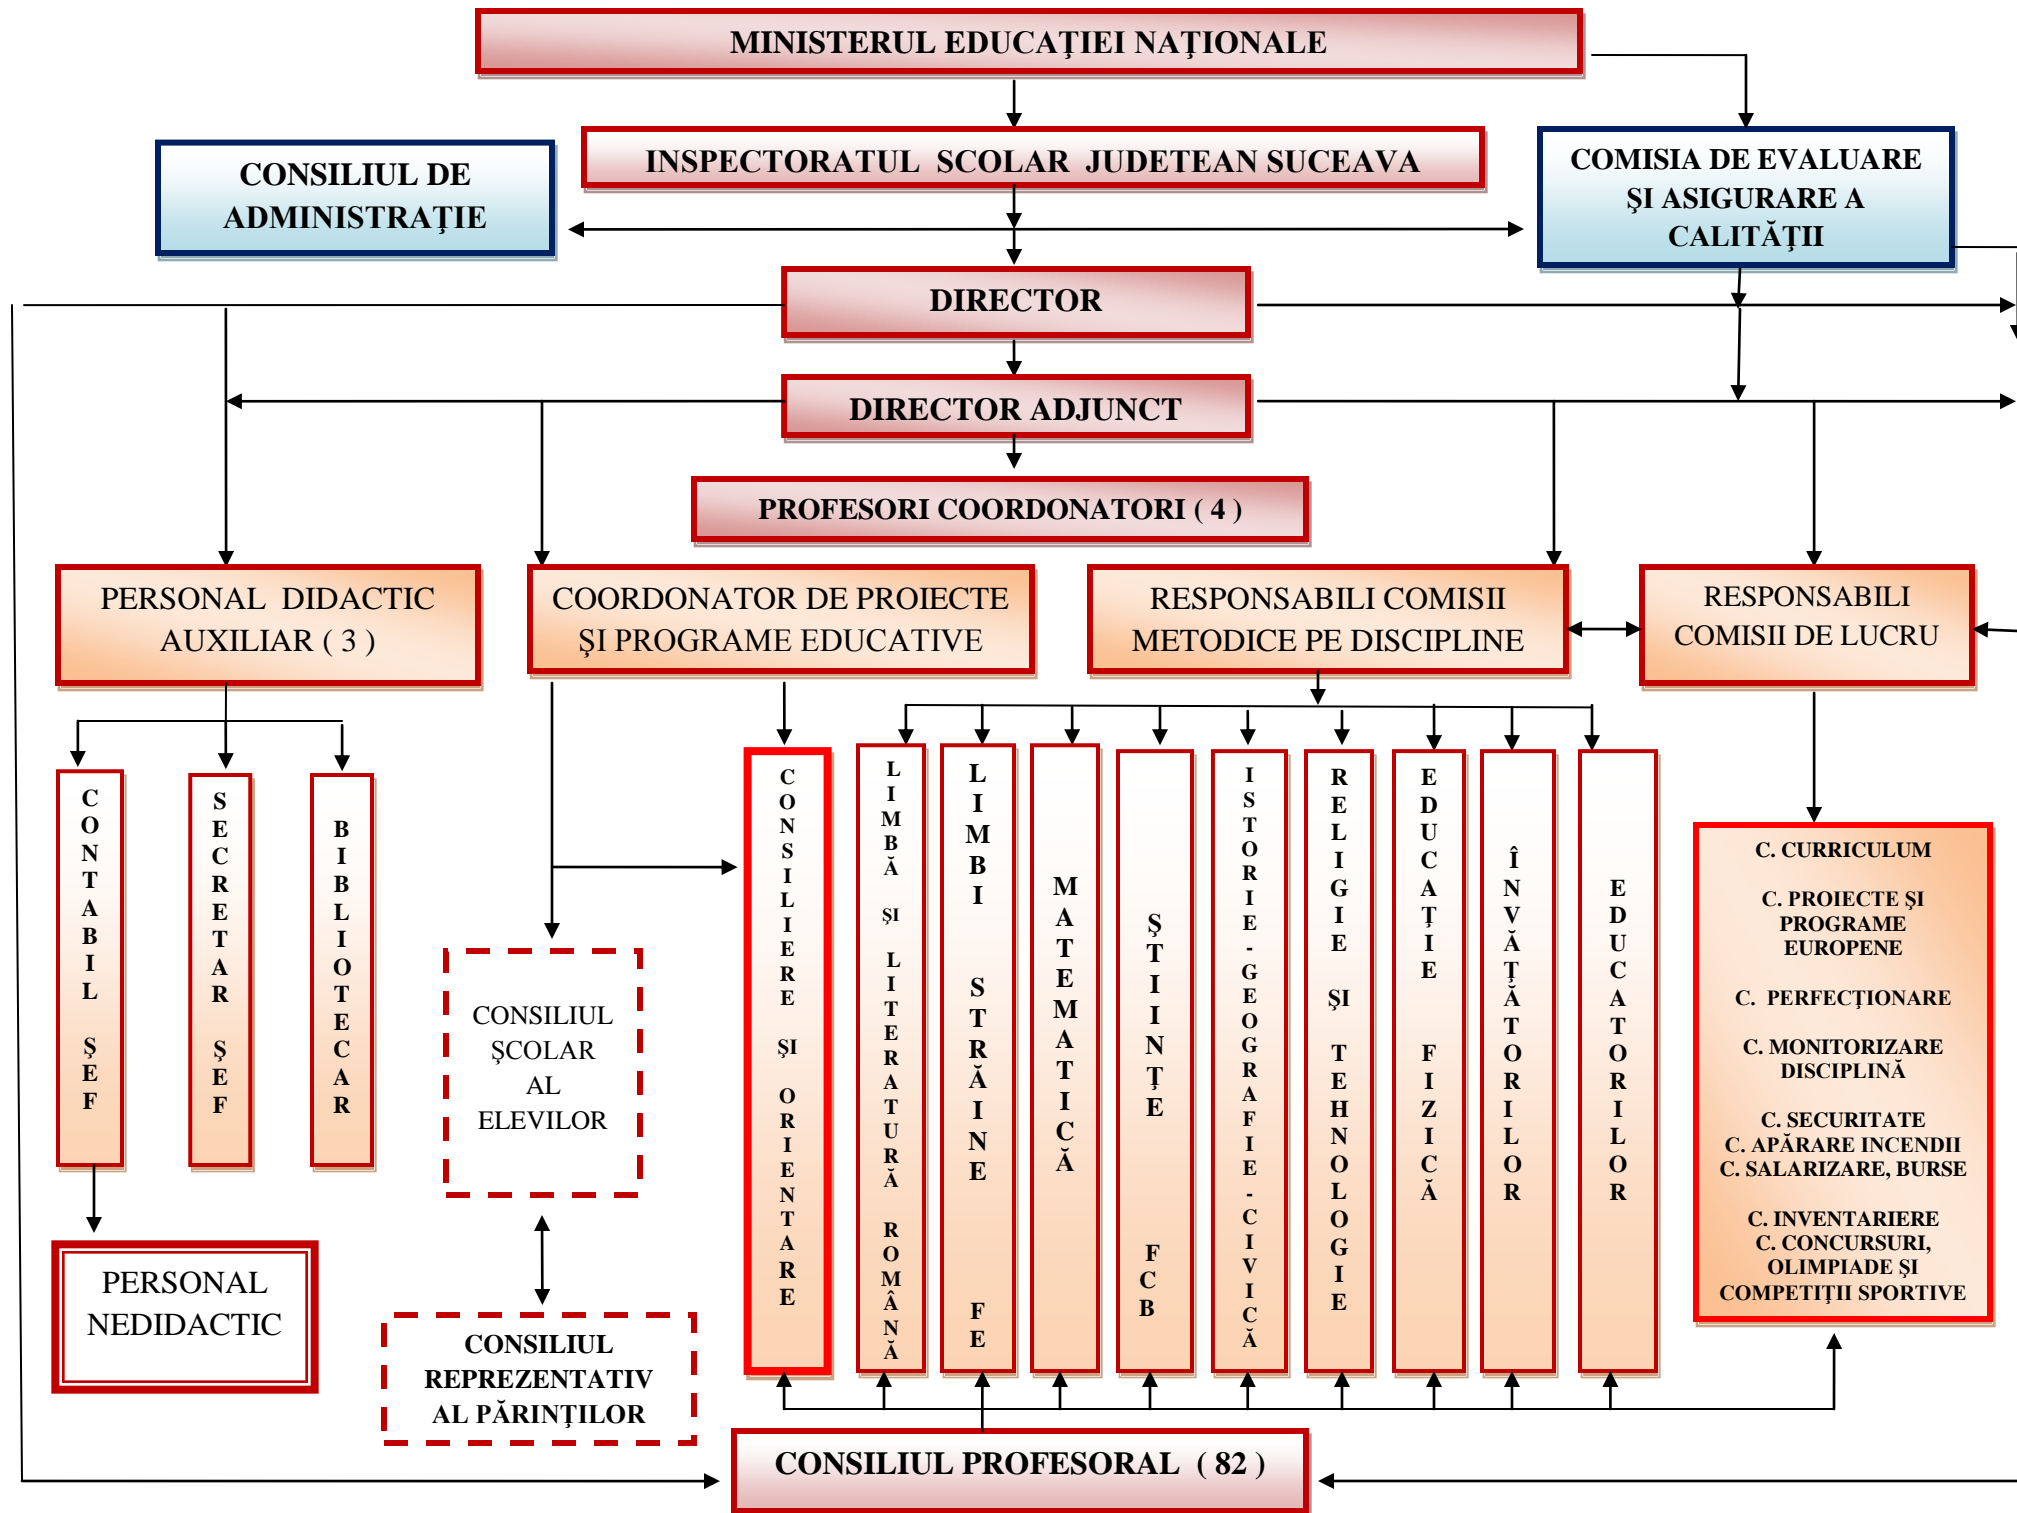 MINISTERUL EDUCAŢIEI NAŢIONALE
INSPECTORATUL SCOLAR JUDETEAN SUCEAVA
CONSILIUL DE
ADMINISTRAŢIE
COMISIA DE EVALUARE
ŞI ASIGURARE A
CALITĂŢII
DIRECTOR
DIRECTOR ADJUNCT
PROFESORI COORDONATORI ( 4 )
PERSONAL DIDACTIC
AUXILIAR ( 3 )
COORDONATOR DE PROIECTE
ŞI PROGRAME EDUCATIVE
RESPONSABILI COMISII
METODICE PE DISCIPLINE
RESPONSABILI
COMISII DE LUCRU
CONTABIL ŞEF
SECRETAR ŞEF
BIBLIOTECAR
CONSILIERE ŞI ORIENTARE
LIMBĂ ŞI LITERATURĂ ROMÂNĂ
LIMBI STRĂINE FE
MATEMATICĂ
ŞTIINŢE FCB
ISTORIE-GEOGRAFIE-CIVICĂ
RELIGIE ŞI TEHNOLOGIE
EDUCAŢIE FIZICĂ
ÎNVĂŢĂTORILOR
EDUCATORILOR
C. CURRICULUM
C. PROIECTE ŞI
PROGRAME
EUROPENE
C. PERFECŢIONARE
C. MONITORIZARE
DISCIPLINĂ
C. SECURITATE
C. APĂRARE INCENDII
C. SALARIZARE, BURSE
C. INVENTARIERE
C. CONCURSURI,
OLIMPIADE ŞI
COMPETIŢII SPORTIVE
CONSILIUL
ŞCOLAR
AL
ELEVILOR
PERSONAL
NEDIDACTIC
CONSILIUL
REPREZENTATIV
AL PĂRINŢILOR
CONSILIUL PROFESORAL ( 82 )